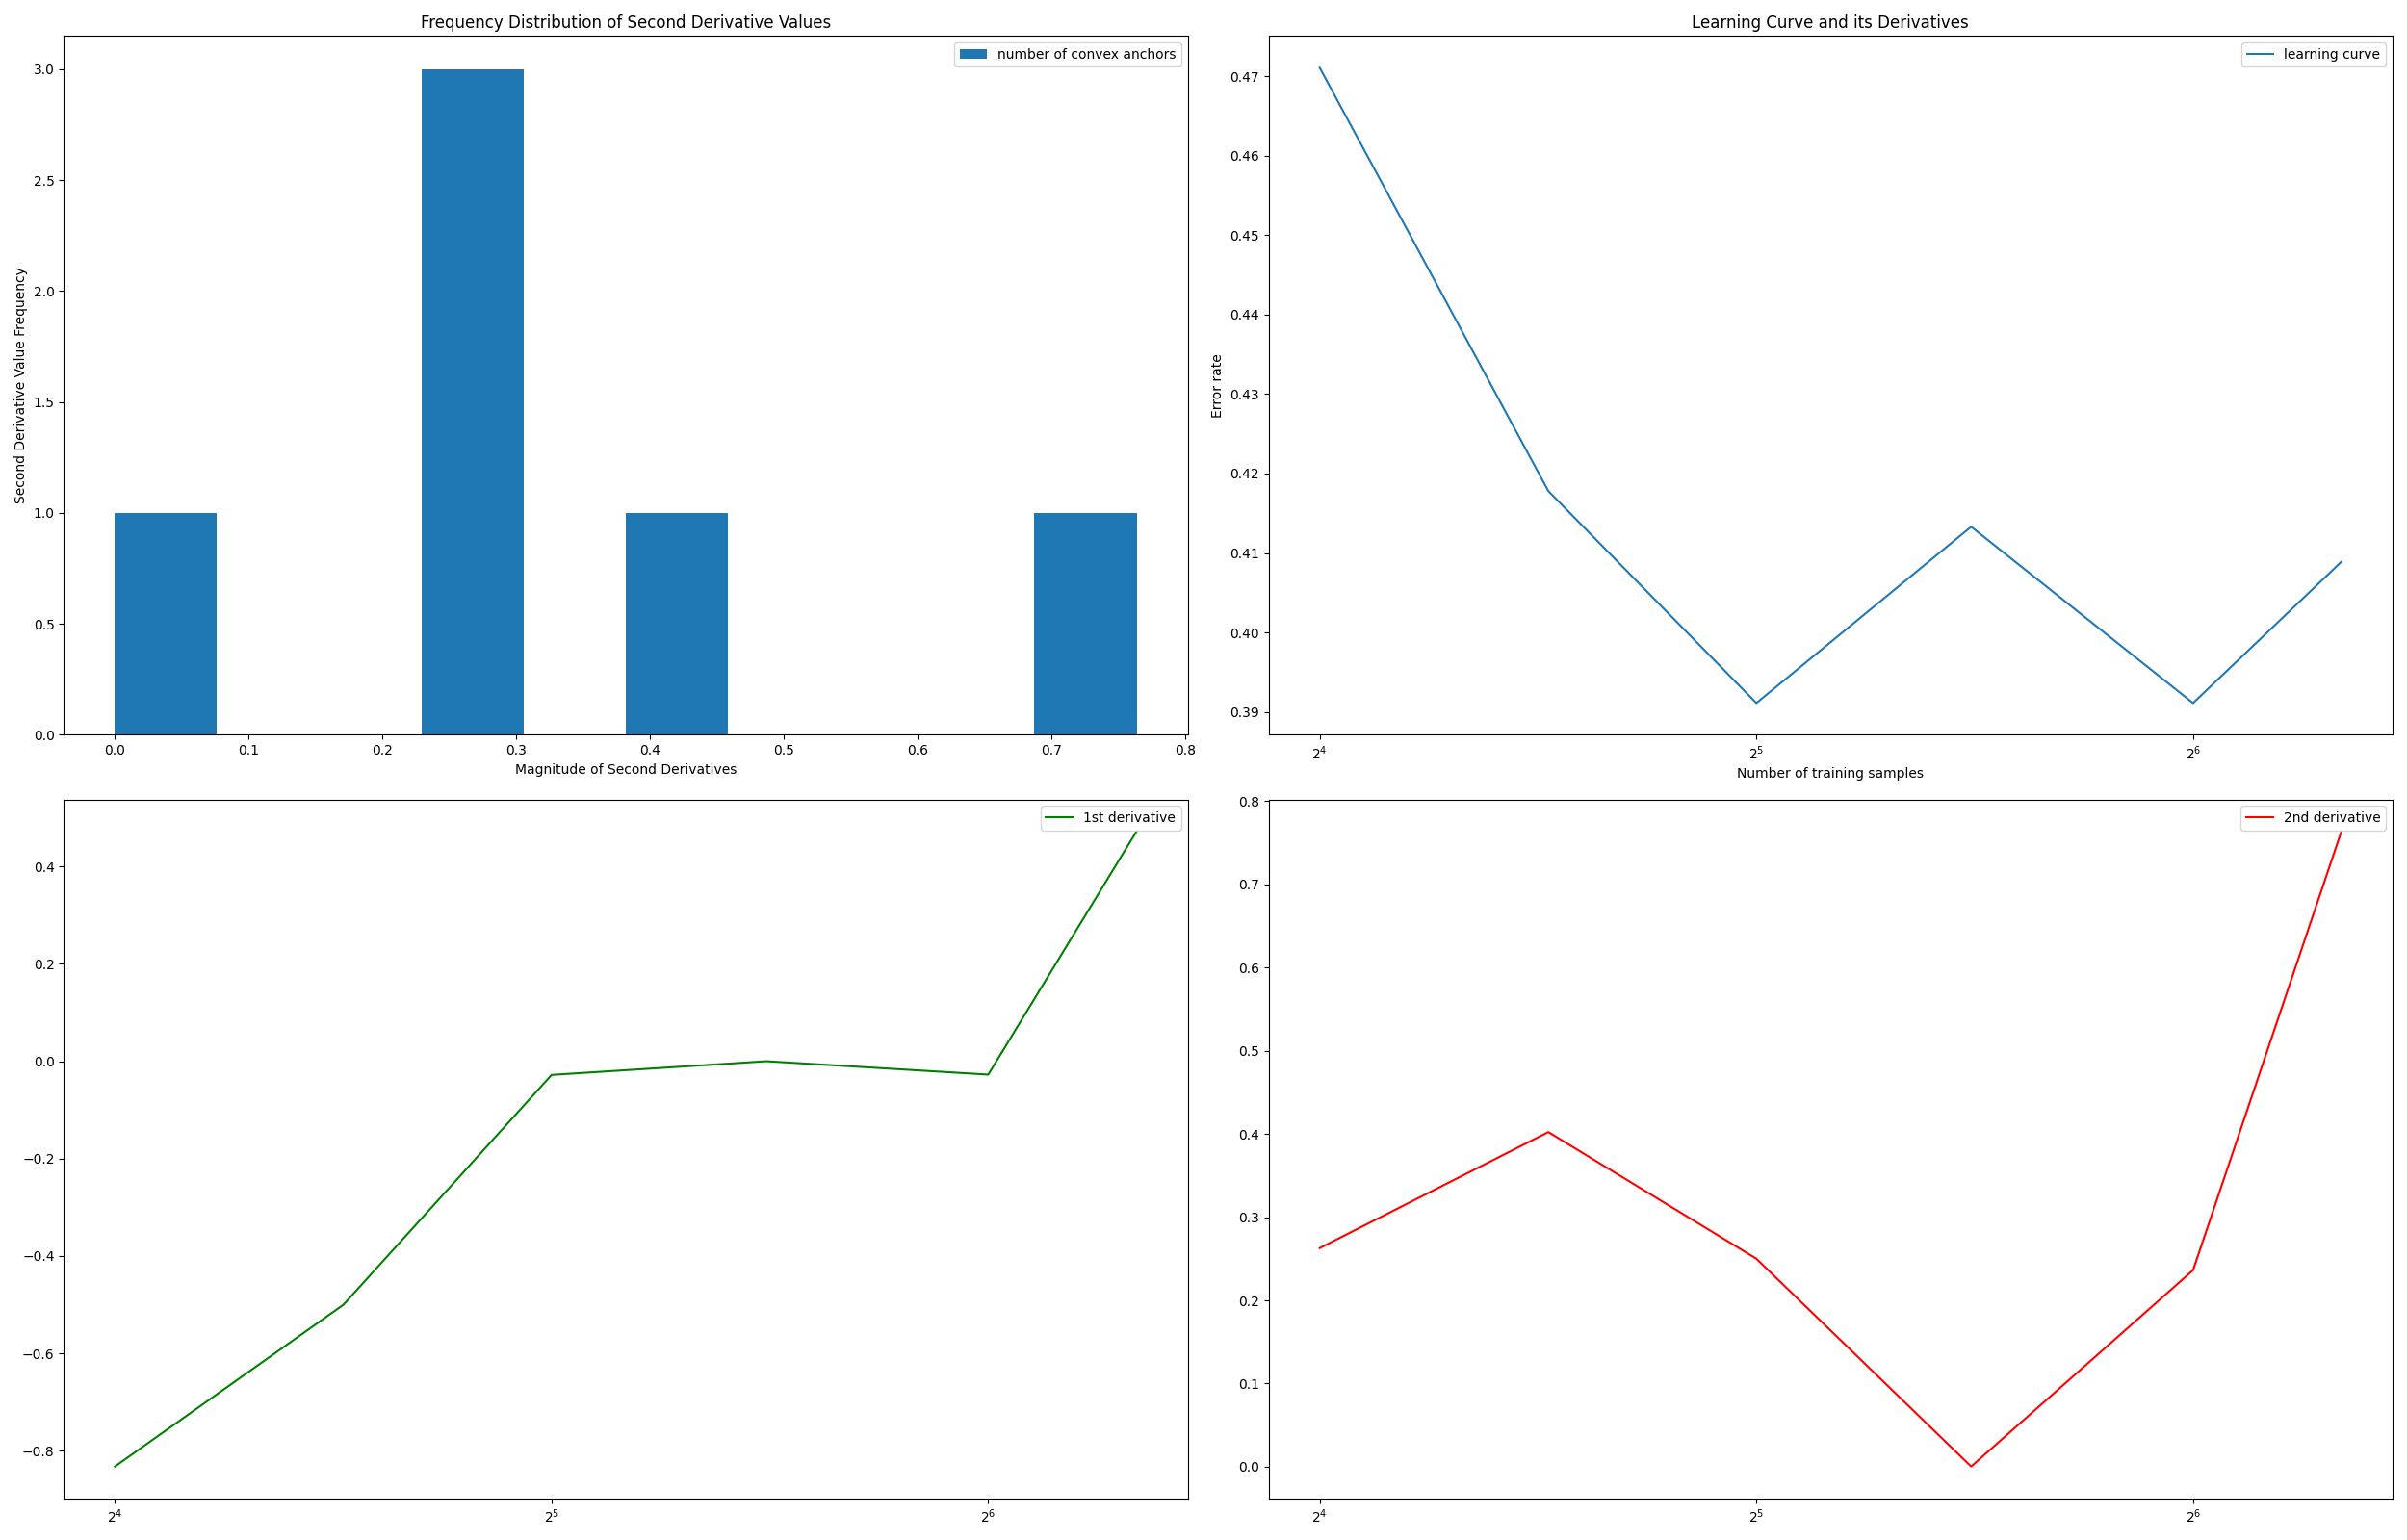 Frequency Distribution of Second Derivative Values
number of convex anchors
3.0
2.5
2.0
1.5
1.0
0.5
0.0
Second Derivative Value Frequency
0.0 0.1 0.2 0.3 0.4 0.5 0.6 0.7 0.8
Magnitude of Second Derivatives
Learning Curve and its Derivatives
learning curve
0.47
0.46
0.45
0.44
0.43
0.42
0.41
0.40
0.39
Error rate
2⁴ 2⁵ 2⁶
Number of training samples
1st derivative
0.4
0.2
0.0
−0.2
−0.4
−0.6
−0.8
2⁴ 2⁵ 2⁶
2nd derivative
0.8
0.7
0.6
0.5
0.4
0.3
0.2
0.1
0.0
2⁴ 2⁵ 2⁶